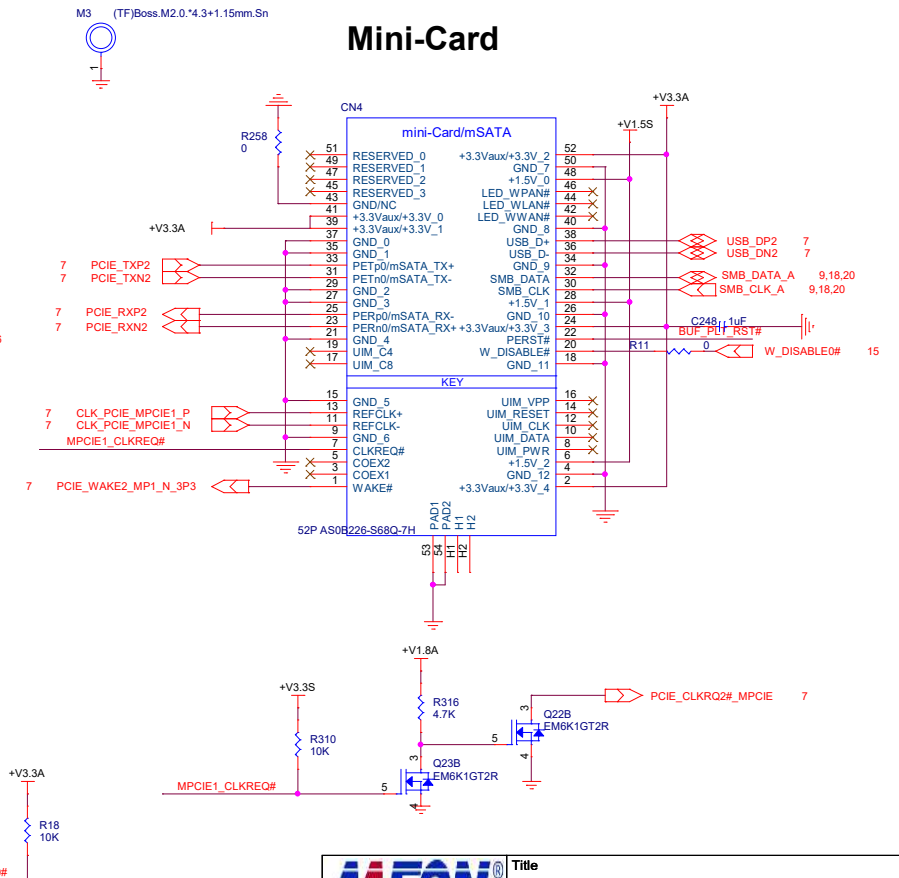 M3 (TF)Boss.M2.0.*4.3+1.15mm.Sn
1
Mini-Card
CN4
+V3.3A
+V1.5S
R258
0
mini-Card/mSATA
51 RESERVED_0 +3.3Vaux/+3.3V_2 52
49 RESERVED_1 GND_7 50
47 RESERVED_2 +1.5V_0 48
45 RESERVED_3 LED_WPAN# 46
43 GND/NC LED_WLAN# 44
41 +3.3Vaux/+3.3V_0 LED_WWAN# 42
+V3.3A 39 +3.3Vaux/+3.3V_1 GND_8 40
37 GND_0 USB_D+ 38 USB_DP2 7
35 GND_1 USB_D- 36 USB_DN2 7
7 PCIE_TXP2 33 PETp0/mSATA_TX+ GND_9 34
7 PCIE_TXN2 31 PETn0/mSATA_TX- SMB_DATA 32 SMB_DATA_A 9,18,20
29 GND_2 SMB_CLK 30 SMB_CLK_A 9,18,20
27 GND_3 +1.5V_1 28
7 PCIE_RXP2 25 PERp0/mSATA_RX- GND_10 26
7 PCIE_RXN2 23 PERn0/mSATA_RX+ +3.3Vaux/+3.3V_3 24 C248 .1uF
21 GND_4 PERST# 22 BUF_PLT_RST#
19 UIM_C4 W_DISABLE# 20 R11 0 W_DISABLE0# 15
17 UIM_C8 GND_11 18
KEY
15 GND_5 UIM_VPP 16
7 CLK_PCIE_MPCIE1_P 13 REFCLK+ UIM_RESET 14
7 CLK_PCIE_MPCIE1_N 11 REFCLK- UIM_CLK 12
9 GND_6 UIM_DATA 10
MPCIE1_CLKREQ# 7 CLKREQ# UIM_PWR 8
5 COEX2 +1.5V_2 6
3 COEX1 GND_12 4
7 PCIE_WAKE2_MP1_N_3P3 1 WAKE# +3.3Vaux/+3.3V_4 2
PAD1 PAD2 H1 H2
52P AS0B226-S68Q-7H
53 54 H1 H2
+V1.8A
+V3.3S
R316
4.7K
3
PCIE_CLKRQ2#_MPCIE 7
Q22B
EM6K1GT2R
5
4
R310
10K
3
Q23B
EM6K1GT2R
MPCIE1_CLKREQ# 5
4
+V3.3A
R18
10K
®
Title